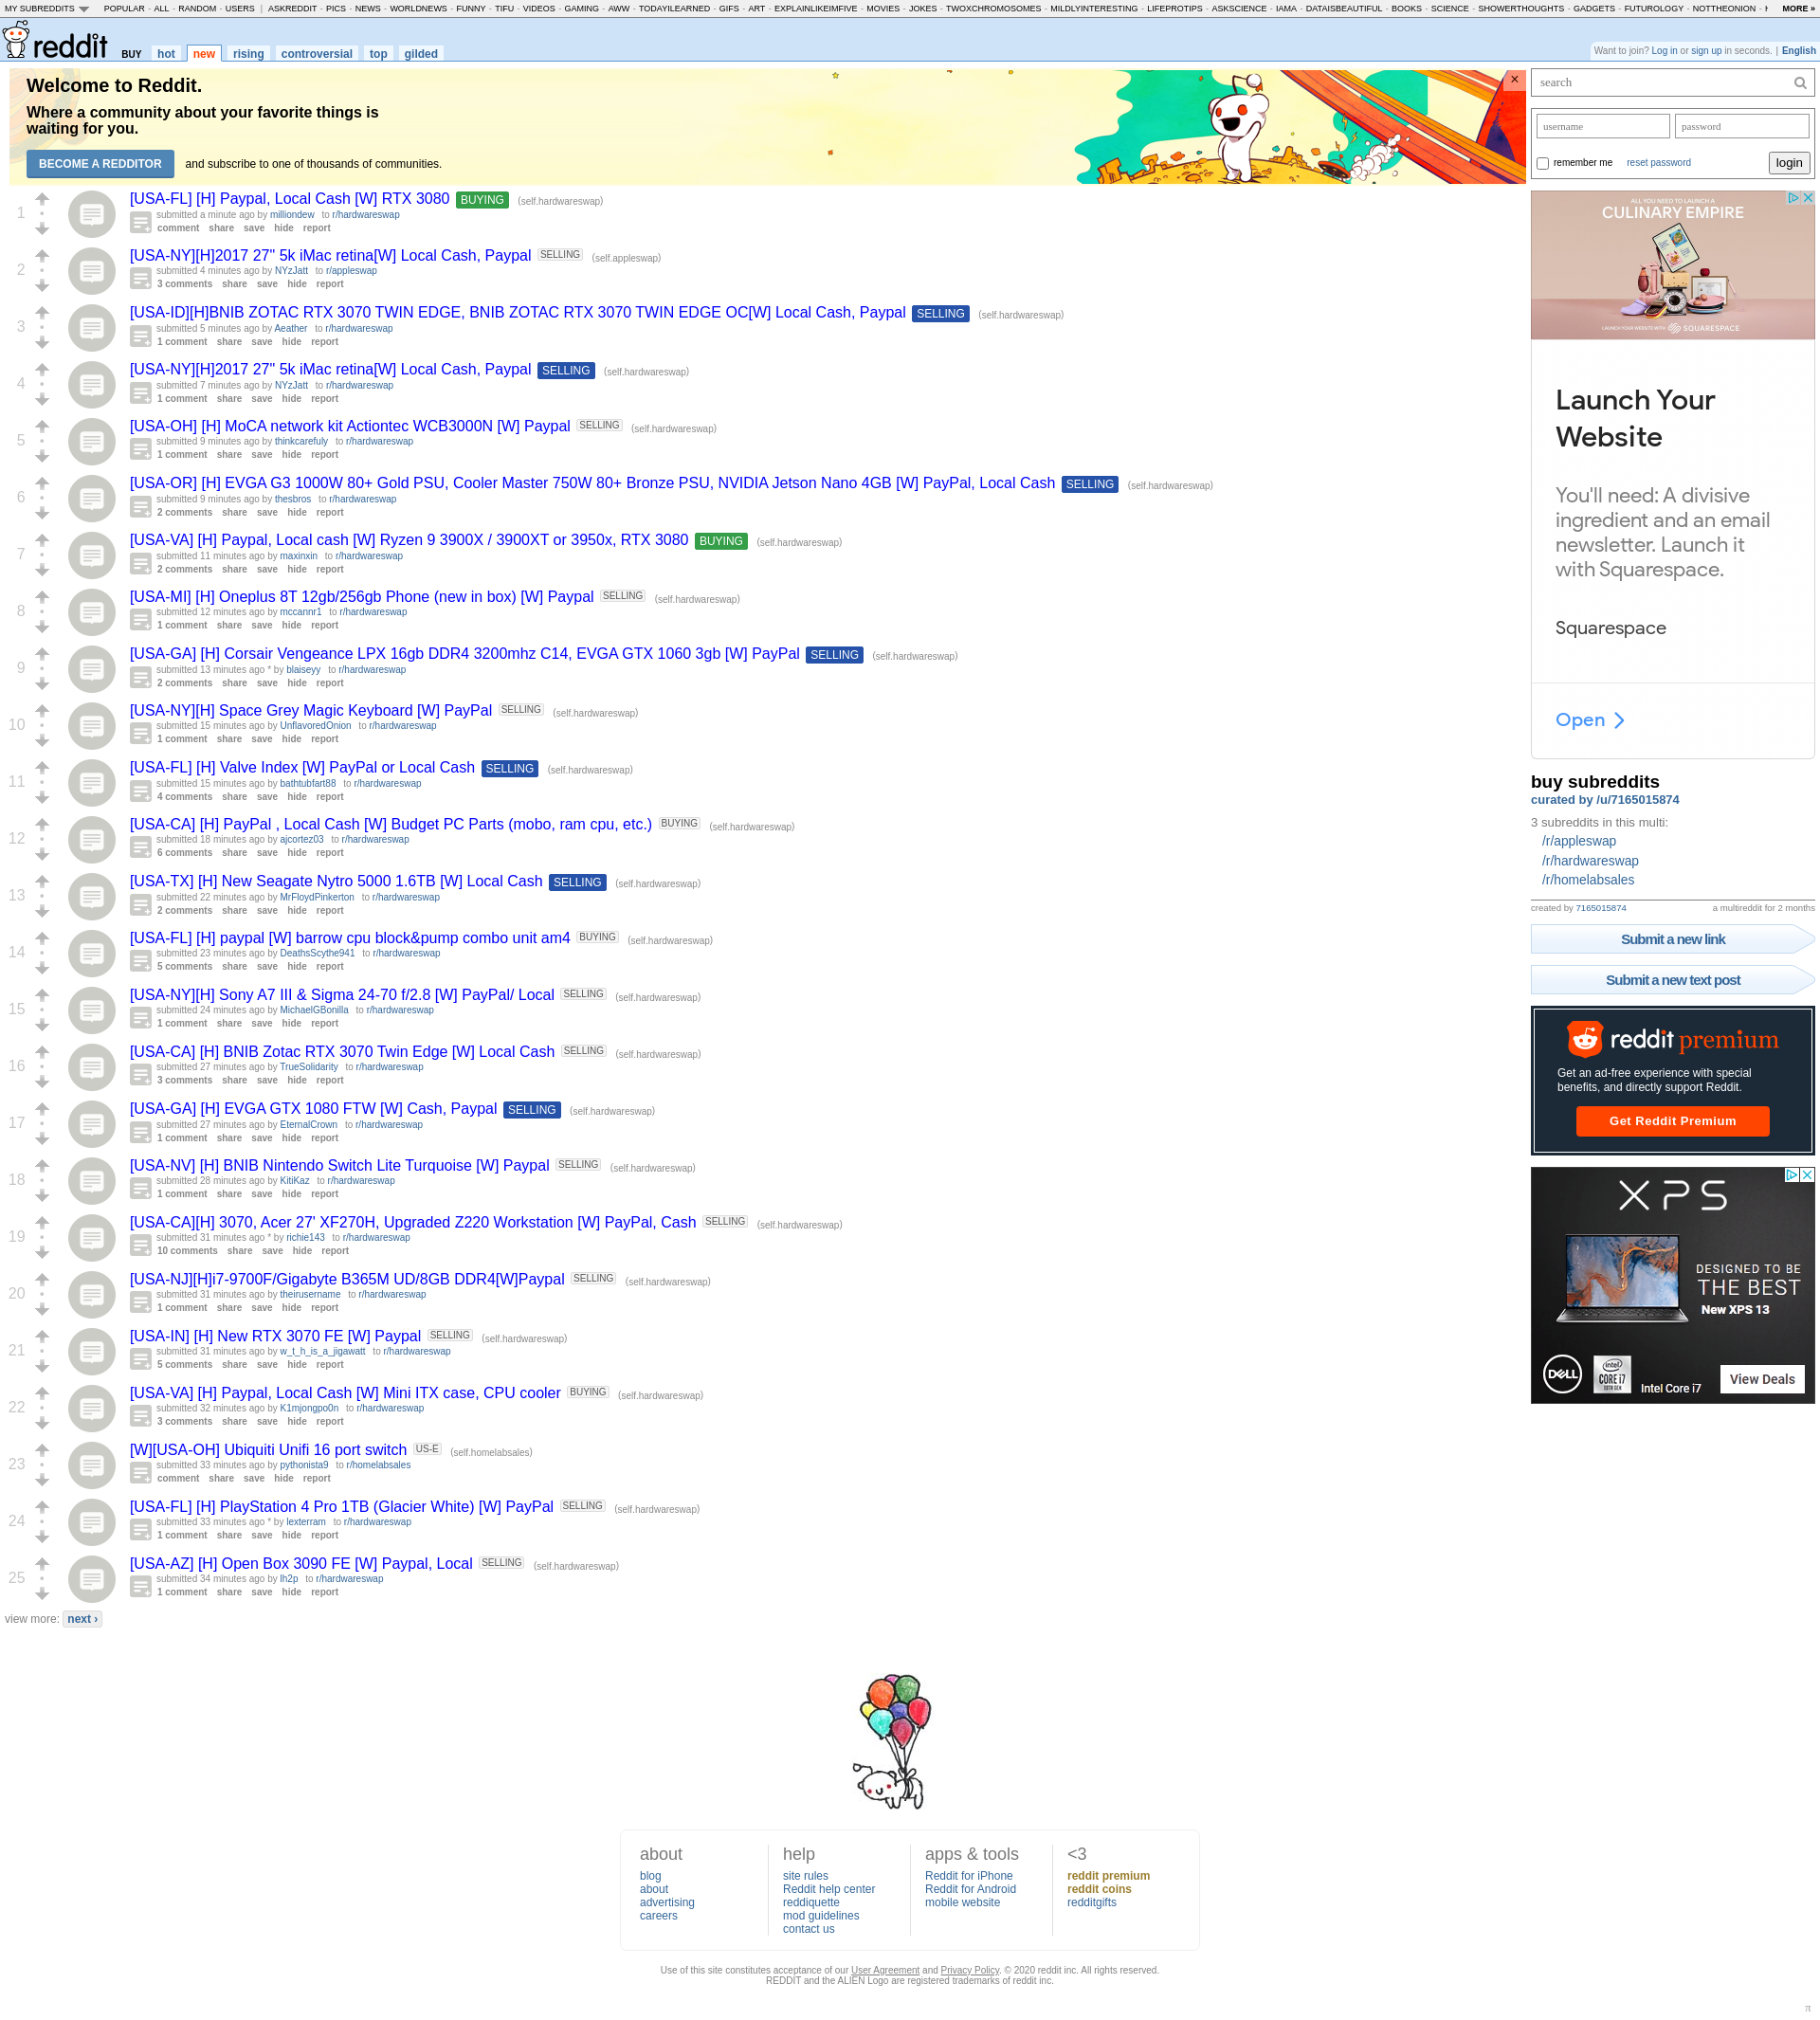 MY SUBREDDITS POPULAR - ALL - RANDOM - USERS | ASKREDDIT - PICS - NEWS - WORLDNEWS - FUNNY - TIFU - VIDEOS - GAMING - AWW - TODAYILEARNED - GIFS - ART - EXPLAINLIKEIMFIVE - MOVIES - JOKES - TWOXCHROMOSOMES - MILDLYINTERESTING - LIFEPROTIPS - ASKSCIENCE - IAMA - DATAISBEAUTIFUL - BOOKS - SCIENCE - SHOWERTHOUGHTS - GADGETS - FUTUROLOGY - NOTTHEONION - MORE »
reddit BUY hot new rising controversial top gilded
Want to join? Log in or sign up in seconds. | English
Welcome to Reddit.
Where a community about your favorite things is
waiting for you.
BECOME A REDDITOR and subscribe to one of thousands of communities.
1
[USA-FL] [H] Paypal, Local Cash [W] RTX 3080 BUYING (self.hardwareswap)
submitted a minute ago by milliondew to r/hardwareswap
comment share save hide report
2
[USA-NY][H]2017 27" 5k iMac retina[W] Local Cash, Paypal SELLING (self.appleswap)
submitted 4 minutes ago by NYzJatt to r/appleswap
3 comments share save hide report
3
[USA-ID][H]BNIB ZOTAC RTX 3070 TWIN EDGE, BNIB ZOTAC RTX 3070 TWIN EDGE OC[W] Local Cash, Paypal SELLING (self.hardwareswap)
submitted 5 minutes ago by Aeather to r/hardwareswap
1 comment share save hide report
4
[USA-NY][H]2017 27" 5k iMac retina[W] Local Cash, Paypal SELLING (self.hardwareswap)
submitted 7 minutes ago by NYzJatt to r/hardwareswap
1 comment share save hide report
5
[USA-OH] [H] MoCA network kit Actiontec WCB3000N [W] Paypal SELLING (self.hardwareswap)
submitted 9 minutes ago by thinkcarefuly to r/hardwareswap
1 comment share save hide report
6
[USA-OR] [H] EVGA G3 1000W 80+ Gold PSU, Cooler Master 750W 80+ Bronze PSU, NVIDIA Jetson Nano 4GB [W] PayPal, Local Cash SELLING (self.hardwareswap)
submitted 9 minutes ago by thesbros to r/hardwareswap
2 comments share save hide report
7
[USA-VA] [H] Paypal, Local cash [W] Ryzen 9 3900X / 3900XT or 3950x, RTX 3080 BUYING (self.hardwareswap)
submitted 11 minutes ago by maxinxin to r/hardwareswap
2 comments share save hide report
8
[USA-MI] [H] Oneplus 8T 12gb/256gb Phone (new in box) [W] Paypal SELLING (self.hardwareswap)
submitted 12 minutes ago by mccannr1 to r/hardwareswap
1 comment share save hide report
9
[USA-GA] [H] Corsair Vengeance LPX 16gb DDR4 3200mhz C14, EVGA GTX 1060 3gb [W] PayPal SELLING (self.hardwareswap)
submitted 13 minutes ago * by blaiseyy to r/hardwareswap
2 comments share save hide report
10
[USA-NY][H] Space Grey Magic Keyboard [W] PayPal SELLING (self.hardwareswap)
submitted 15 minutes ago by UnflavoredOnion to r/hardwareswap
1 comment share save hide report
11
[USA-FL] [H] Valve Index [W] PayPal or Local Cash SELLING (self.hardwareswap)
submitted 15 minutes ago by bathtubfart88 to r/hardwareswap
4 comments share save hide report
12
[USA-CA] [H] PayPal , Local Cash [W] Budget PC Parts (mobo, ram cpu, etc.) BUYING (self.hardwareswap)
submitted 18 minutes ago by ajcortez03 to r/hardwareswap
6 comments share save hide report
13
[USA-TX] [H] New Seagate Nytro 5000 1.6TB [W] Local Cash SELLING (self.hardwareswap)
submitted 22 minutes ago by MrFloydPinkerton to r/hardwareswap
2 comments share save hide report
14
[USA-FL] [H] paypal [W] barrow cpu block&pump combo unit am4 BUYING (self.hardwareswap)
submitted 23 minutes ago by DeathsScythe941 to r/hardwareswap
5 comments share save hide report
15
[USA-NY][H] Sony A7 III & Sigma 24-70 f/2.8 [W] PayPal/ Local SELLING (self.hardwareswap)
submitted 24 minutes ago by MichaelGBonilla to r/hardwareswap
1 comment share save hide report
16
[USA-CA] [H] BNIB Zotac RTX 3070 Twin Edge [W] Local Cash SELLING (self.hardwareswap)
submitted 27 minutes ago by TrueSolidarity to r/hardwareswap
3 comments share save hide report
17
[USA-GA] [H] EVGA GTX 1080 FTW [W] Cash, Paypal SELLING (self.hardwareswap)
submitted 27 minutes ago by EternalCrown to r/hardwareswap
1 comment share save hide report
18
[USA-NV] [H] BNIB Nintendo Switch Lite Turquoise [W] Paypal SELLING (self.hardwareswap)
submitted 28 minutes ago by KitiKaz to r/hardwareswap
1 comment share save hide report
19
[USA-CA][H] 3070, Acer 27' XF270H, Upgraded Z220 Workstation [W] PayPal, Cash SELLING (self.hardwareswap)
submitted 31 minutes ago * by richie143 to r/hardwareswap
10 comments share save hide report
20
[USA-NJ][H]i7-9700F/Gigabyte B365M UD/8GB DDR4[W]Paypal SELLING (self.hardwareswap)
submitted 31 minutes ago by theirusername to r/hardwareswap
1 comment share save hide report
21
[USA-IN] [H] New RTX 3070 FE [W] Paypal SELLING (self.hardwareswap)
submitted 31 minutes ago by w_t_h_is_a_jigawatt to r/hardwareswap
5 comments share save hide report
22
[USA-VA] [H] Paypal, Local Cash [W] Mini ITX case, CPU cooler BUYING (self.hardwareswap)
submitted 32 minutes ago by K1mjongpo0n to r/hardwareswap
3 comments share save hide report
23
[W][USA-OH] Ubiquiti Unifi 16 port switch US-E (self.homelabsales)
submitted 33 minutes ago by pythonista9 to r/homelabsales
comment share save hide report
24
[USA-FL] [H] PlayStation 4 Pro 1TB (Glacier White) [W] PayPal SELLING (self.hardwareswap)
submitted 33 minutes ago * by lexterram to r/hardwareswap
1 comment share save hide report
25
[USA-AZ] [H] Open Box 3090 FE [W] Paypal, Local SELLING (self.hardwareswap)
submitted 34 minutes ago by lh2p to r/hardwareswap
1 comment share save hide report
view more: next ›
search
username password
remember me reset password login
ALL YOU NEED TO LAUNCH A
CULINARY EMPIRE
LAUNCH YOUR WEBSITE WITH SQUARESPACE
Launch Your
Website
You'll need: A divisive
ingredient and an email
newsletter. Launch it
with Squarespace.
Squarespace
Open
buy subreddits
curated by /u/7165015874
3 subreddits in this multi:
/r/appleswap
/r/hardwareswap
/r/homelabsales
created by 7165015874 a multireddit for 2 months
Submit a new link
Submit a new text post
reddit premium
Get an ad-free experience with special
benefits, and directly support Reddit.
Get Reddit Premium
XPS
DESIGNED TO BE
THE BEST
New XPS 13
DELL intel CORE i7 10TH GEN Intel Core i7 View Deals
about
blog
about
advertising
careers
help
site rules
Reddit help center
reddiquette
mod guidelines
contact us
apps & tools
Reddit for iPhone
Reddit for Android
mobile website
<3
reddit premium
reddit coins
redditgifts
Use of this site constitutes acceptance of our User Agreement and Privacy Policy. © 2020 reddit inc. All rights reserved.
REDDIT and the ALIEN Logo are registered trademarks of reddit inc.
π